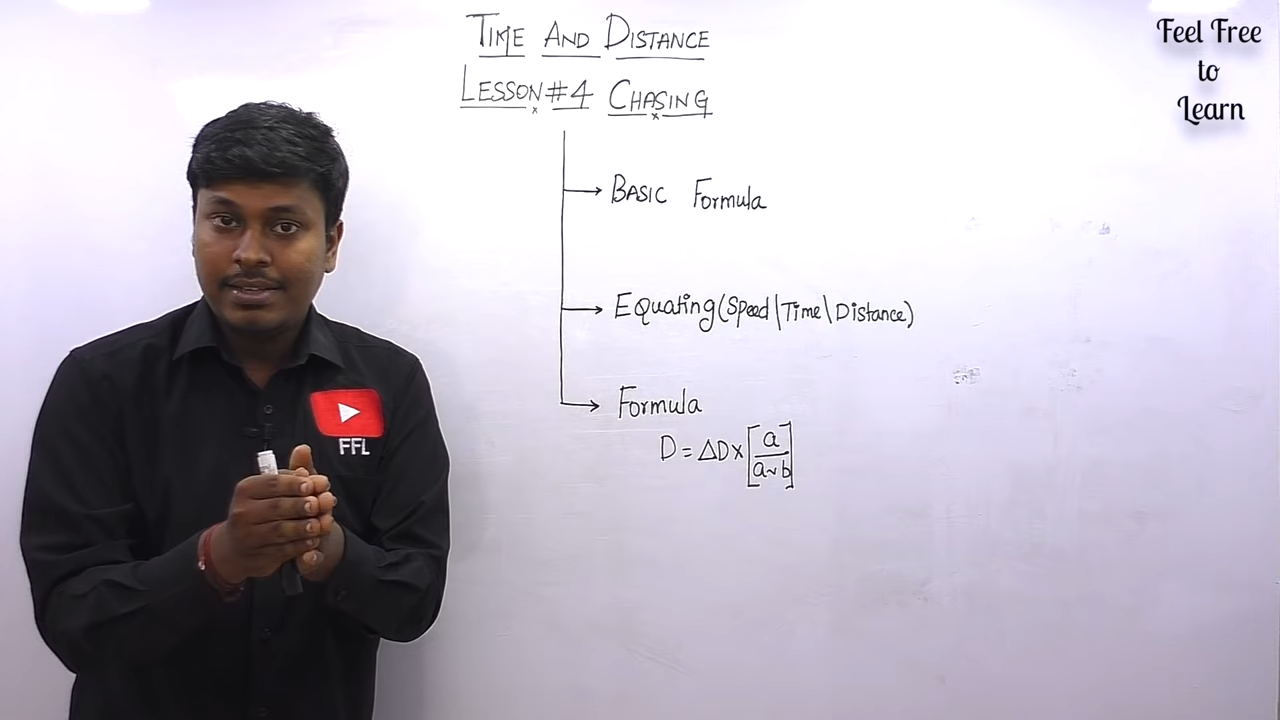 TIME AND DISTANCE
LESSON #4 CHASING
BASIC Formula
Equating (Speed|Time\Distance)
Formula
D = ΔD × [a / a~b]
Feel Free
to
Learn
FFL